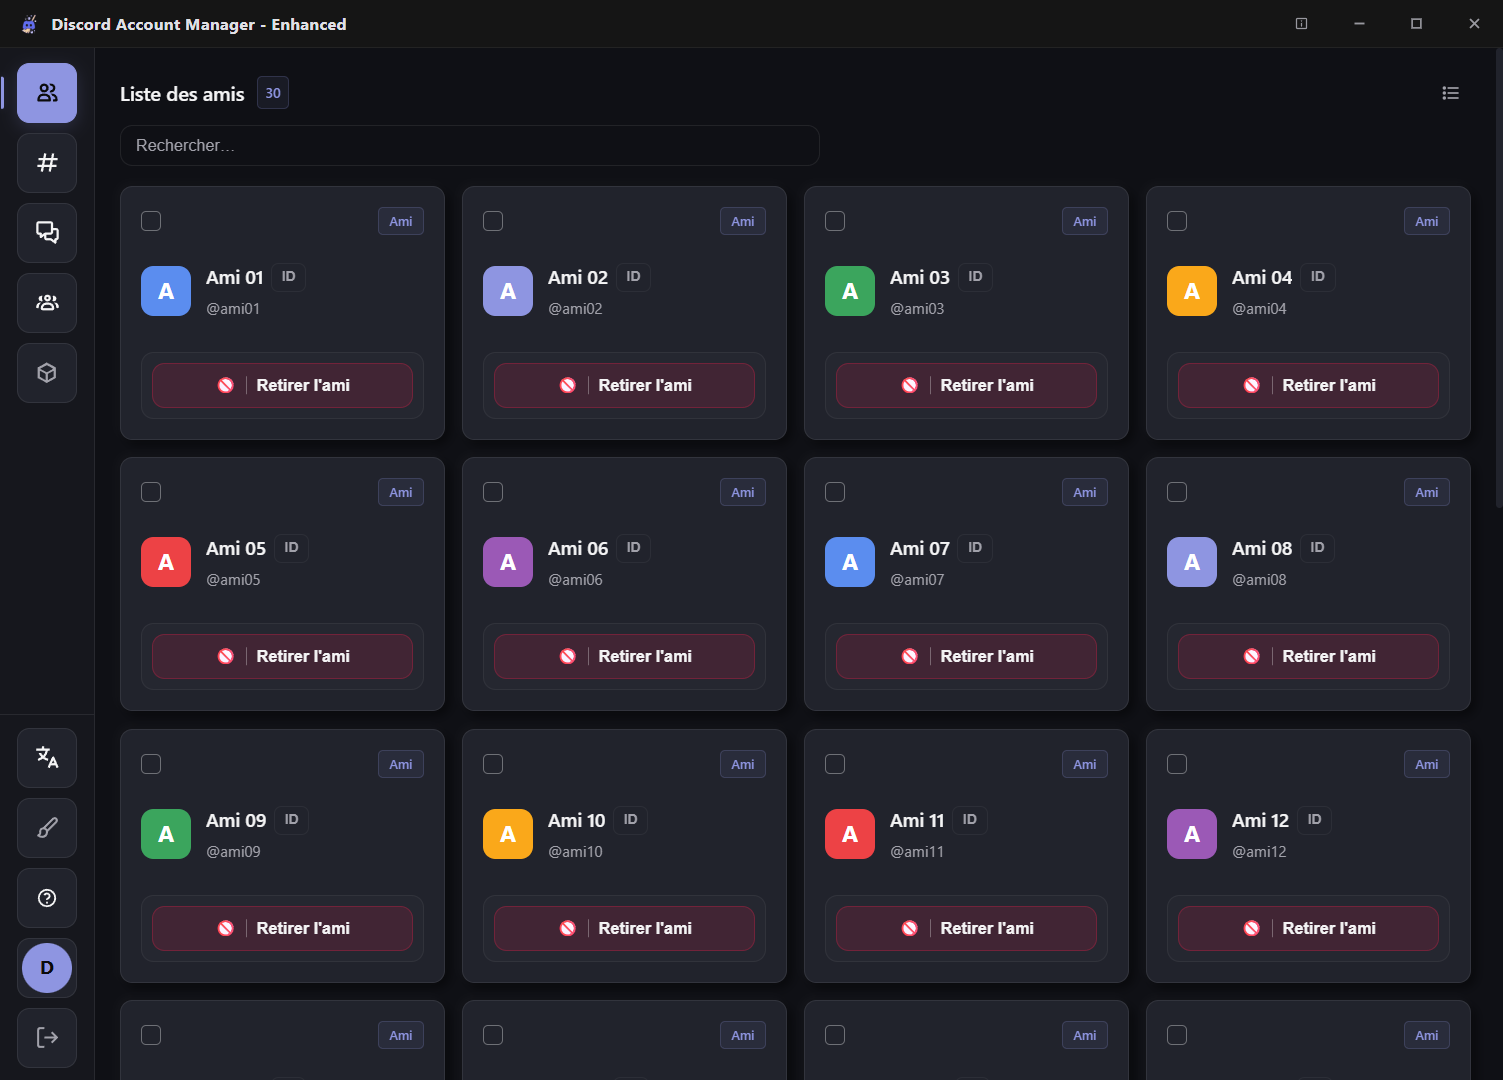 Discord Account Manager - Enhanced
Liste des amis 30
Rechercher...
Ami Ami Ami Ami
A Ami 01 ID A Ami 02 ID A Ami 03 ID A Ami 04 ID
@ami01 @ami02 @ami03 @ami04
Retirer l'ami Retirer l'ami Retirer l'ami Retirer l'ami
Ami Ami Ami Ami
A Ami 05 ID A Ami 06 ID A Ami 07 ID A Ami 08 ID
@ami05 @ami06 @ami07 @ami08
Retirer l'ami Retirer l'ami Retirer l'ami Retirer l'ami
Ami Ami Ami Ami
A Ami 09 ID A Ami 10 ID A Ami 11 ID A Ami 12 ID
@ami09 @ami10 @ami11 @ami12
Retirer l'ami Retirer l'ami Retirer l'ami Retirer l'ami
D
Ami Ami Ami Ami